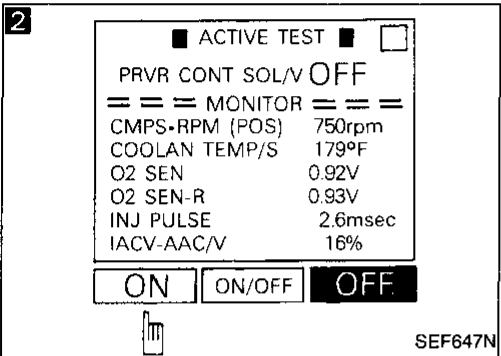 2
■ ACTIVE TEST ■
PRVR CONT SOL/V OFF
= = = MONITOR = = =
CMPS•RPM (POS) 750rpm
COOLAN TEMP/S 179°F
O2 SEN 0.92V
O2 SEN-R 0.93V
INJ PULSE 2.6msec
IACV-AAC/V 16%
ON ON/OFF OFF
SEF647N